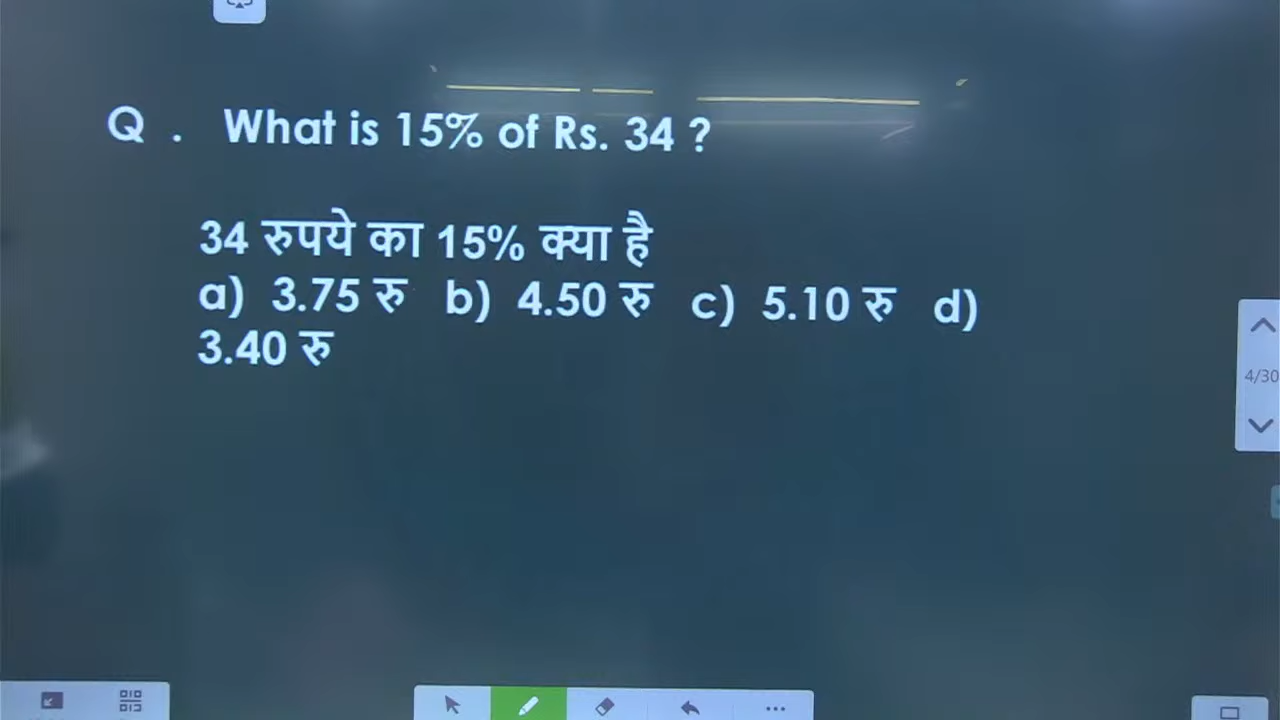 Q . What is 15% of Rs. 34 ?
34 रुपये का 15% क्या है
a) 3.75 रु b) 4.50 रु c) 5.10 रु d)
3.40 रु
4/30